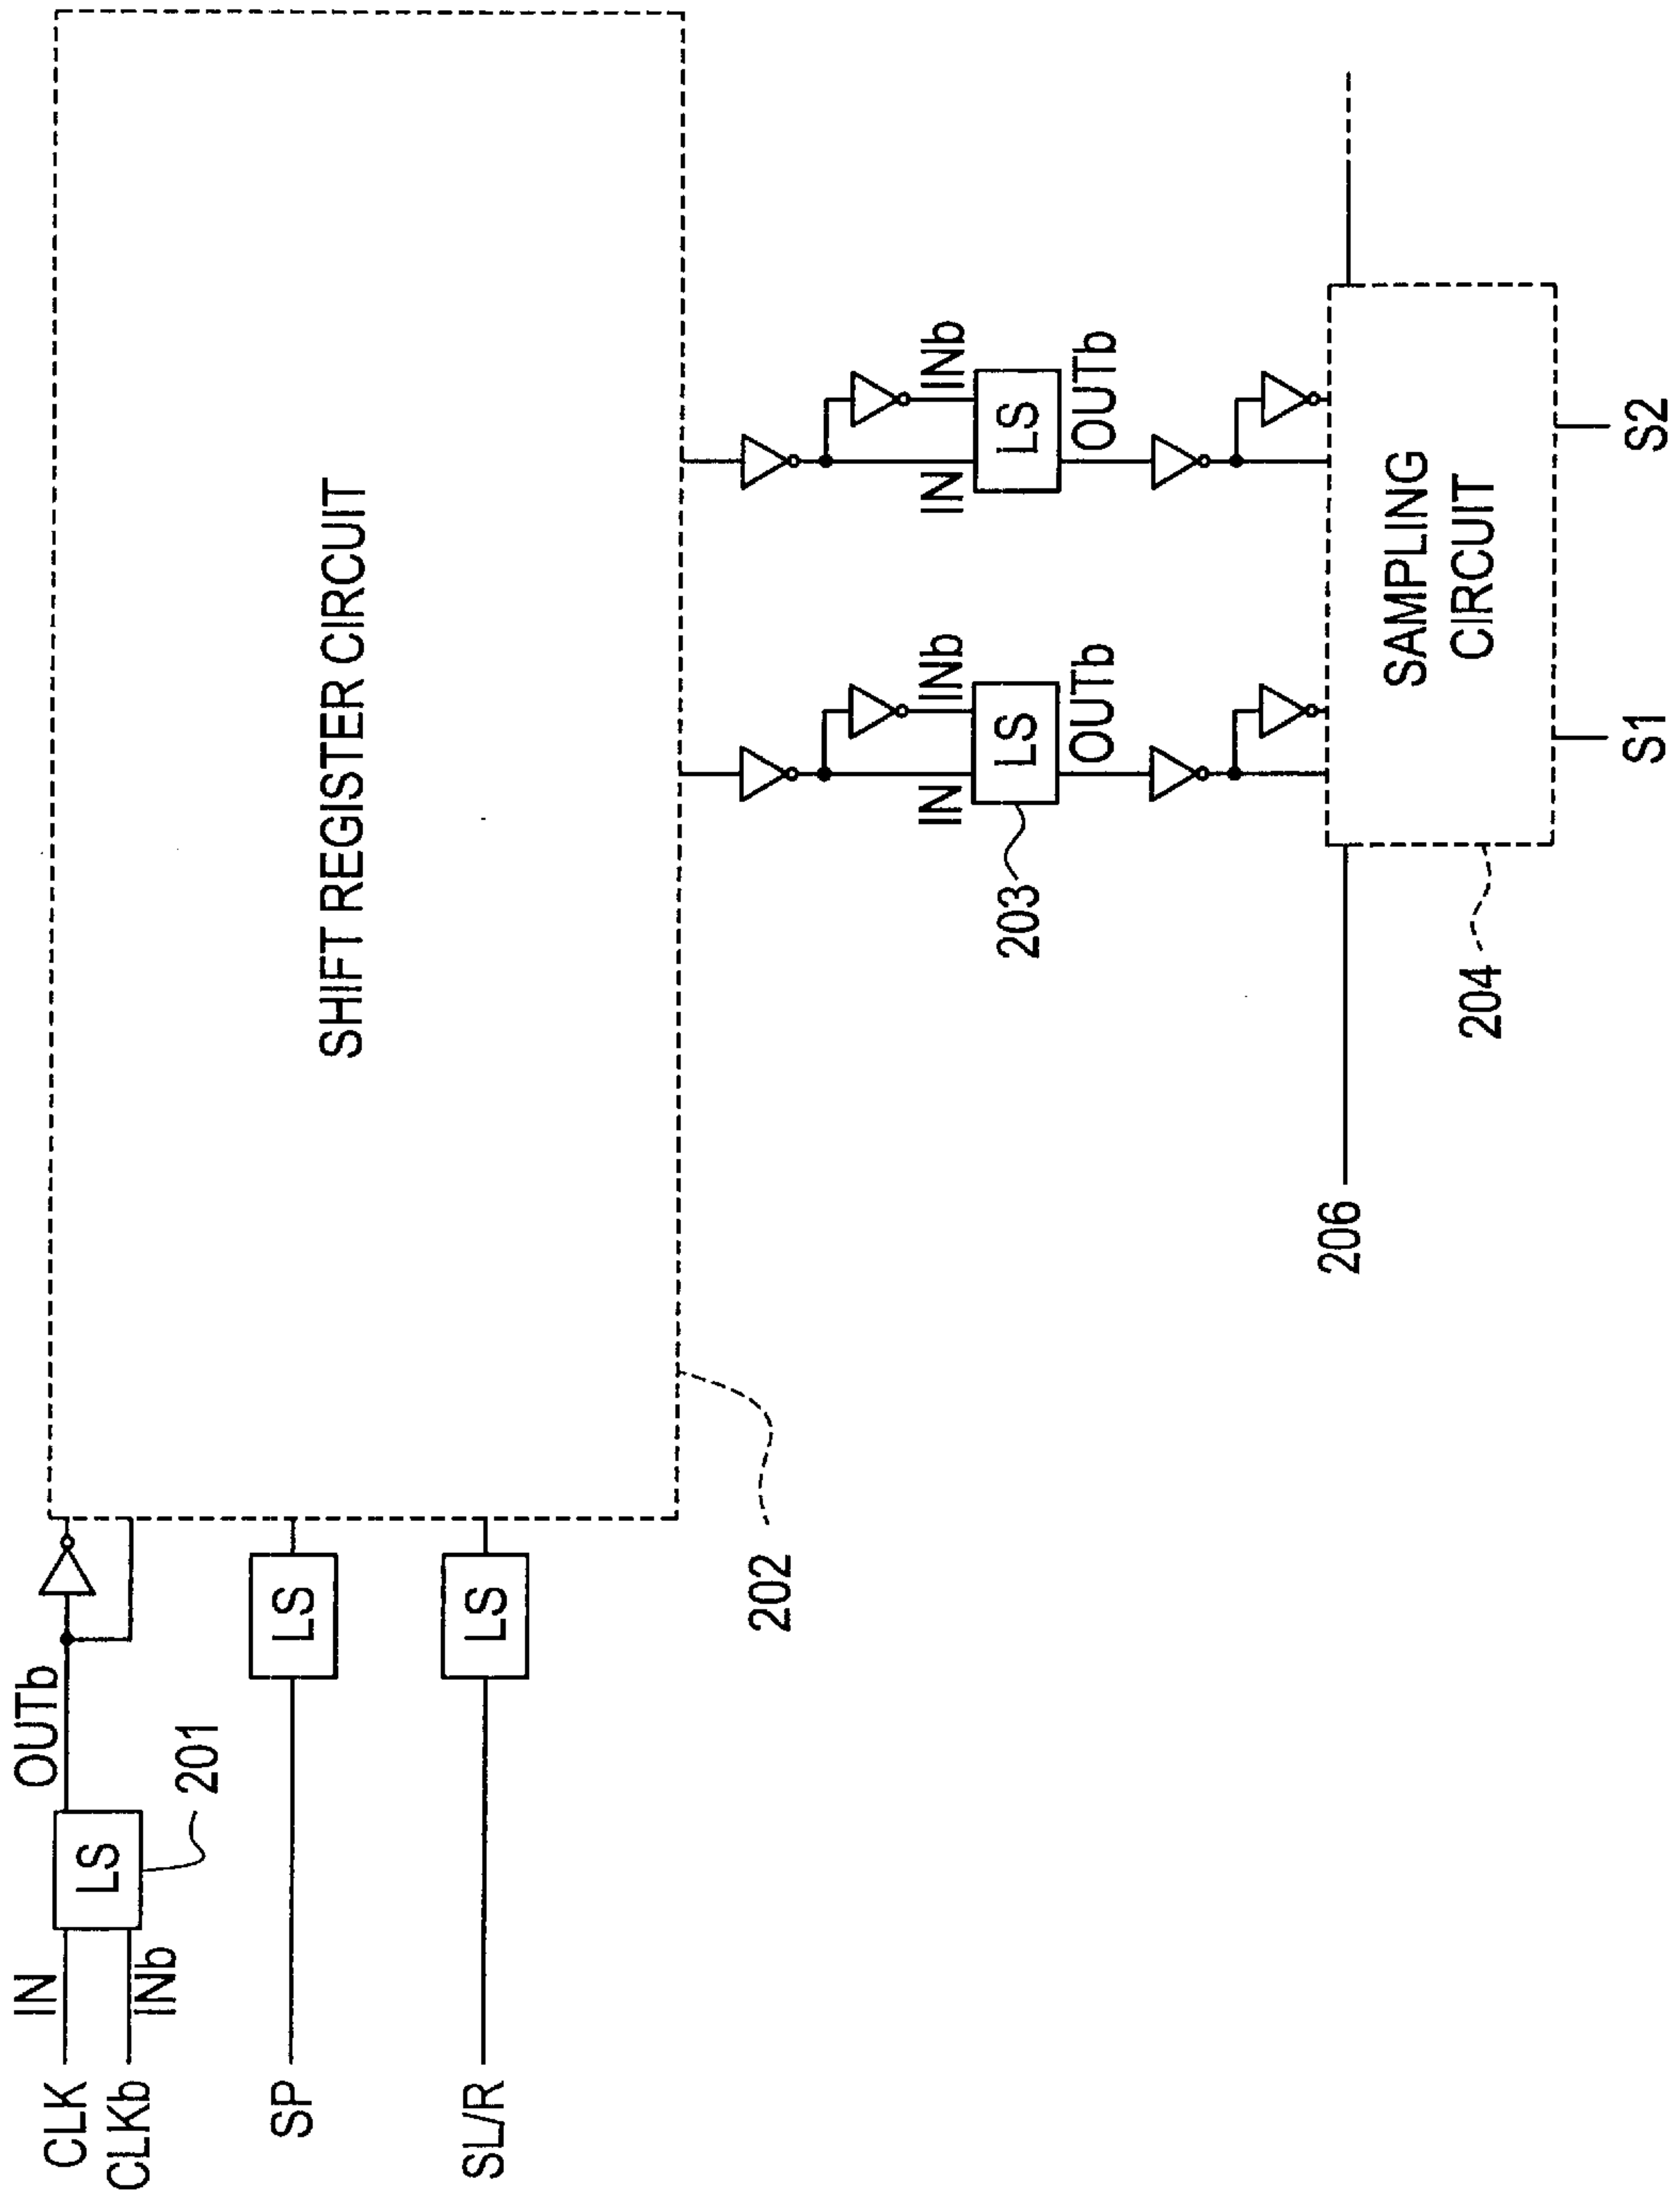 IN
OUTb
CLK
LS
CLKb
INb
201
SP
LS
SL/R
LS
SHIFT REGISTER CIRCUIT
202
IN
INb
IN
INb
LS
LS
203
OUTb
OUTb
206
SAMPLING
CIRCUIT
204
S1
S2